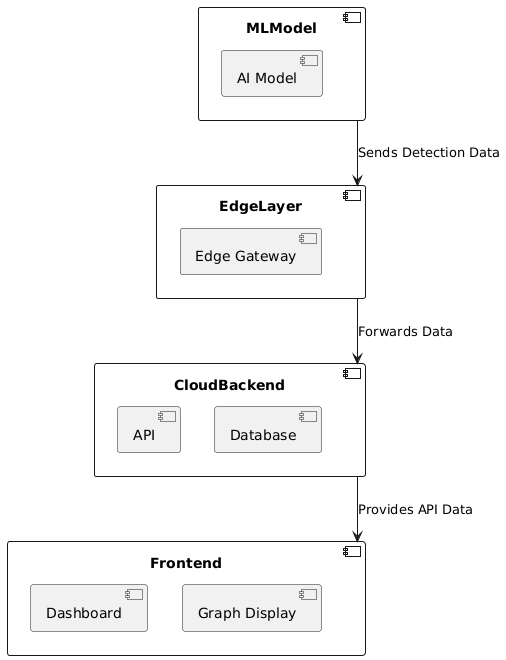 MLModel
AI Model
Sends Detection Data
EdgeLayer
Edge Gateway
Forwards Data
CloudBackend
API
Database
Provides API Data
Frontend
Dashboard
Graph Display